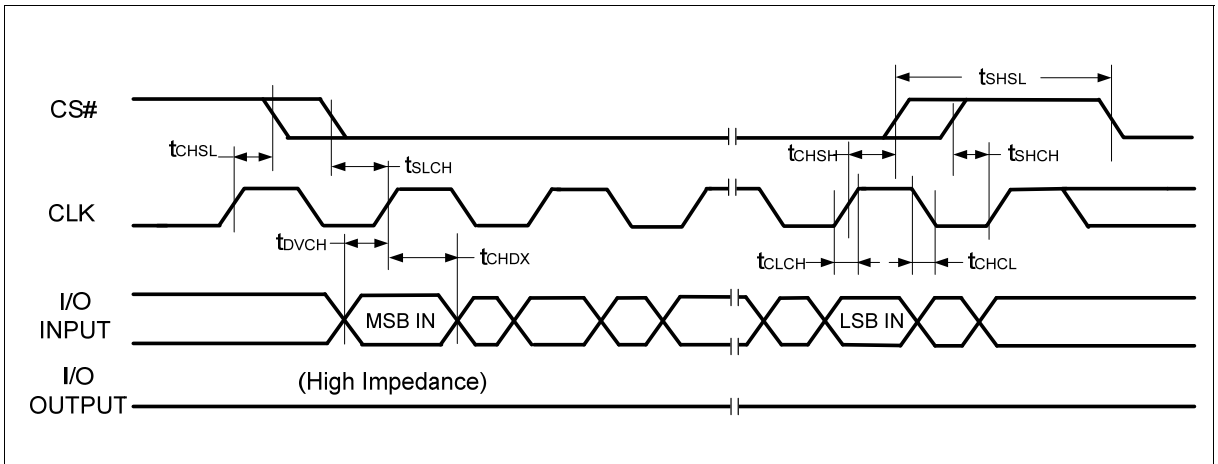 tSHSL
CS#
tCHSL
tSLCH
tCHSH
tSHCH
CLK
tDVCH
tCHDX
tCLCH
tCHCL
I/O
INPUT
MSB IN
LSB IN
I/O
OUTPUT
(High Impedance)